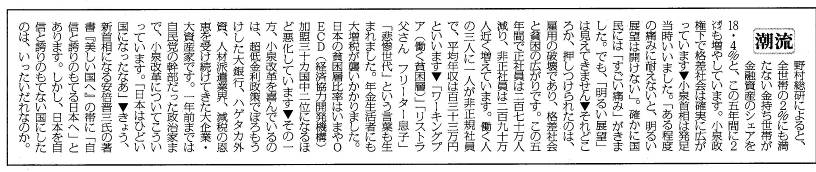 潮流
野村総研によると、
全世帯の2%にも満
たない金持ち世帯が
金融資産のシェアを
18・4%と、この五年間に2
%も増やしています。小泉政
権下で格差社会は確実に広が
っています▼小泉首相は発足
当時いいました。「ある程度
の痛みに耐えないと、明るい
展望は開けない」。確かに国
民には〝すごい痛み〟がきま
した。でも、〝明るい展望〟
は見えてきません▼それどこ
ろか、押しつけられたのは、
雇用の破壊であり、格差社会
と貧困の広がりです。この五
年間で正社員は二百七十万人
減り、非正社員は二百九十万
人近く増えています。働く人
の三人に一人が非正規社員
で、平均年収は百三十三万円
といいます▼「ワーキングプ
ア(働く貧困層)」「リストラ
父さん フリーター息子」
「悲惨世代」という言葉も生
まれました。年金生活者にも
大増税が襲いかかりました。
日本の貧困層比率はいまやO
ECD(経済協力開発機構)
加盟三十カ国中二位になるほ
ど悪化しています▼その一
方、小泉改革を喜んでいるの
は、超低金利政策でぼろもう
けした大銀行、ハゲタカ外
資、人材派遣業界、減税の恩
恵を受け続けてきた大企業・
大資産家です。一年前までは
自民党の幹部だった政治家ま
で、小泉改革についてこうい
っています。「日本はひどい
国になったなあ」▼きょう、
新首相になる安倍晋三氏の著
書『美しい国へ』の帯に「自
信と誇りのもてる日本へ」と
あります。しかし、日本を自
信と誇りのもてない国にした
のは、いったいだれなのか。